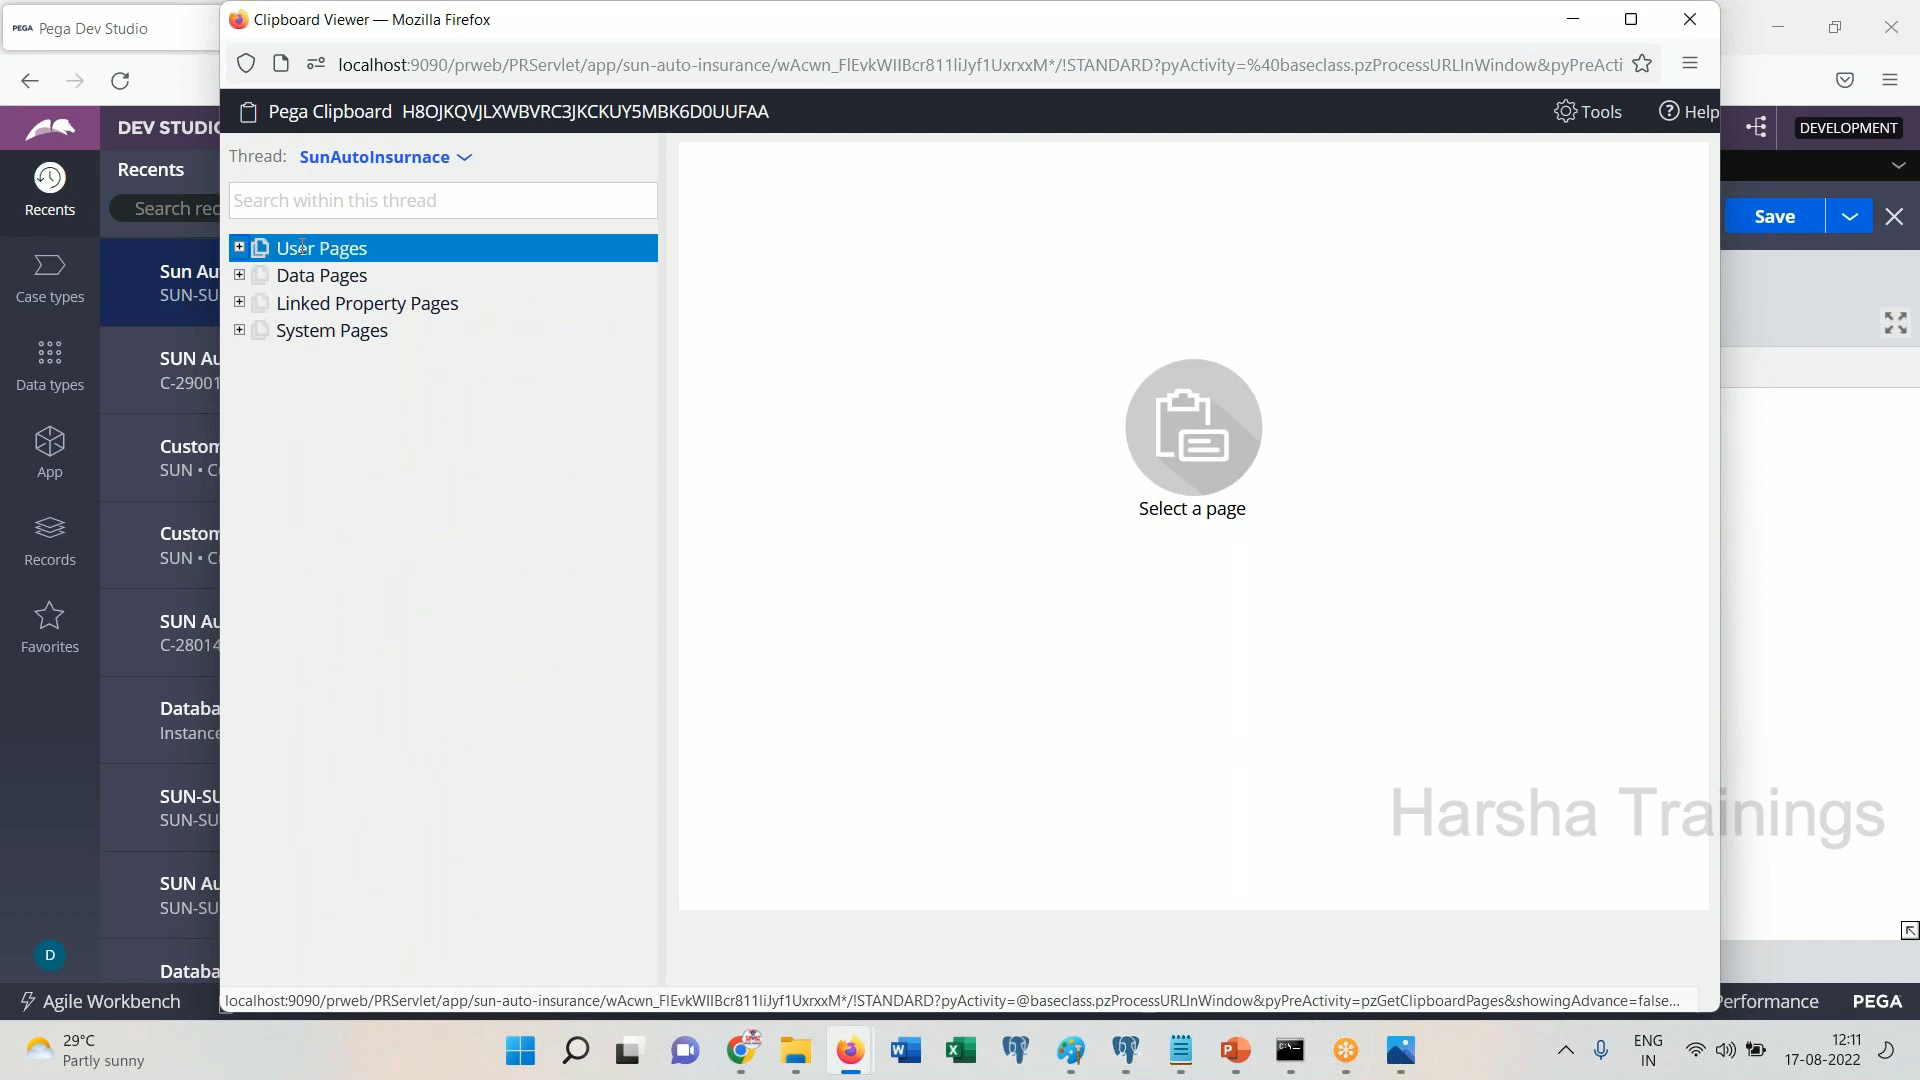 PEGA Pega Dev Studio
Clipboard Viewer — Mozilla Firefox
localhost:9090/prweb/PRServlet/app/sun-auto-insurance/wAcwn_FlEvkWIIBcr811liJyf1UxrxxM*/!STANDARD?pyActivity=%40baseclass.pzProcessURLInWindow&pyPreActi
Pega Clipboard H8OJKQVJLXWBVRC3JKCKUY5MBK6D0UUFAA
Tools
Help
DEV STUDIO
DEVELOPMENT
Thread: SunAutoInsurnace
Recents
Search rec
Search within this thread
Save
Recents
User Pages
Data Pages
Linked Property Pages
System Pages
Case types
Data types
App
Records
Favorites
Sun Au
SUN-SU
SUN Au
C-29001
Custom
SUN • C
Custom
SUN • C
SUN Au
C-28014
Databa
Instance
SUN-SU
SUN-SU
SUN Au
SUN-SU
Databa
Select a page
Harsha Trainings
D
Agile Workbench
localhost:9090/prweb/PRServlet/app/sun-auto-insurance/wAcwn_FlEvkWIIBcr811liJyf1UxrxxM*/!STANDARD?pyActivity=@baseclass.pzProcessURLInWindow&pyPreActivity=pzGetClipboardPages&showingAdvance=false...
Performance
PEGA
29°C
Partly sunny
ENG
IN
12:11
17-08-2022